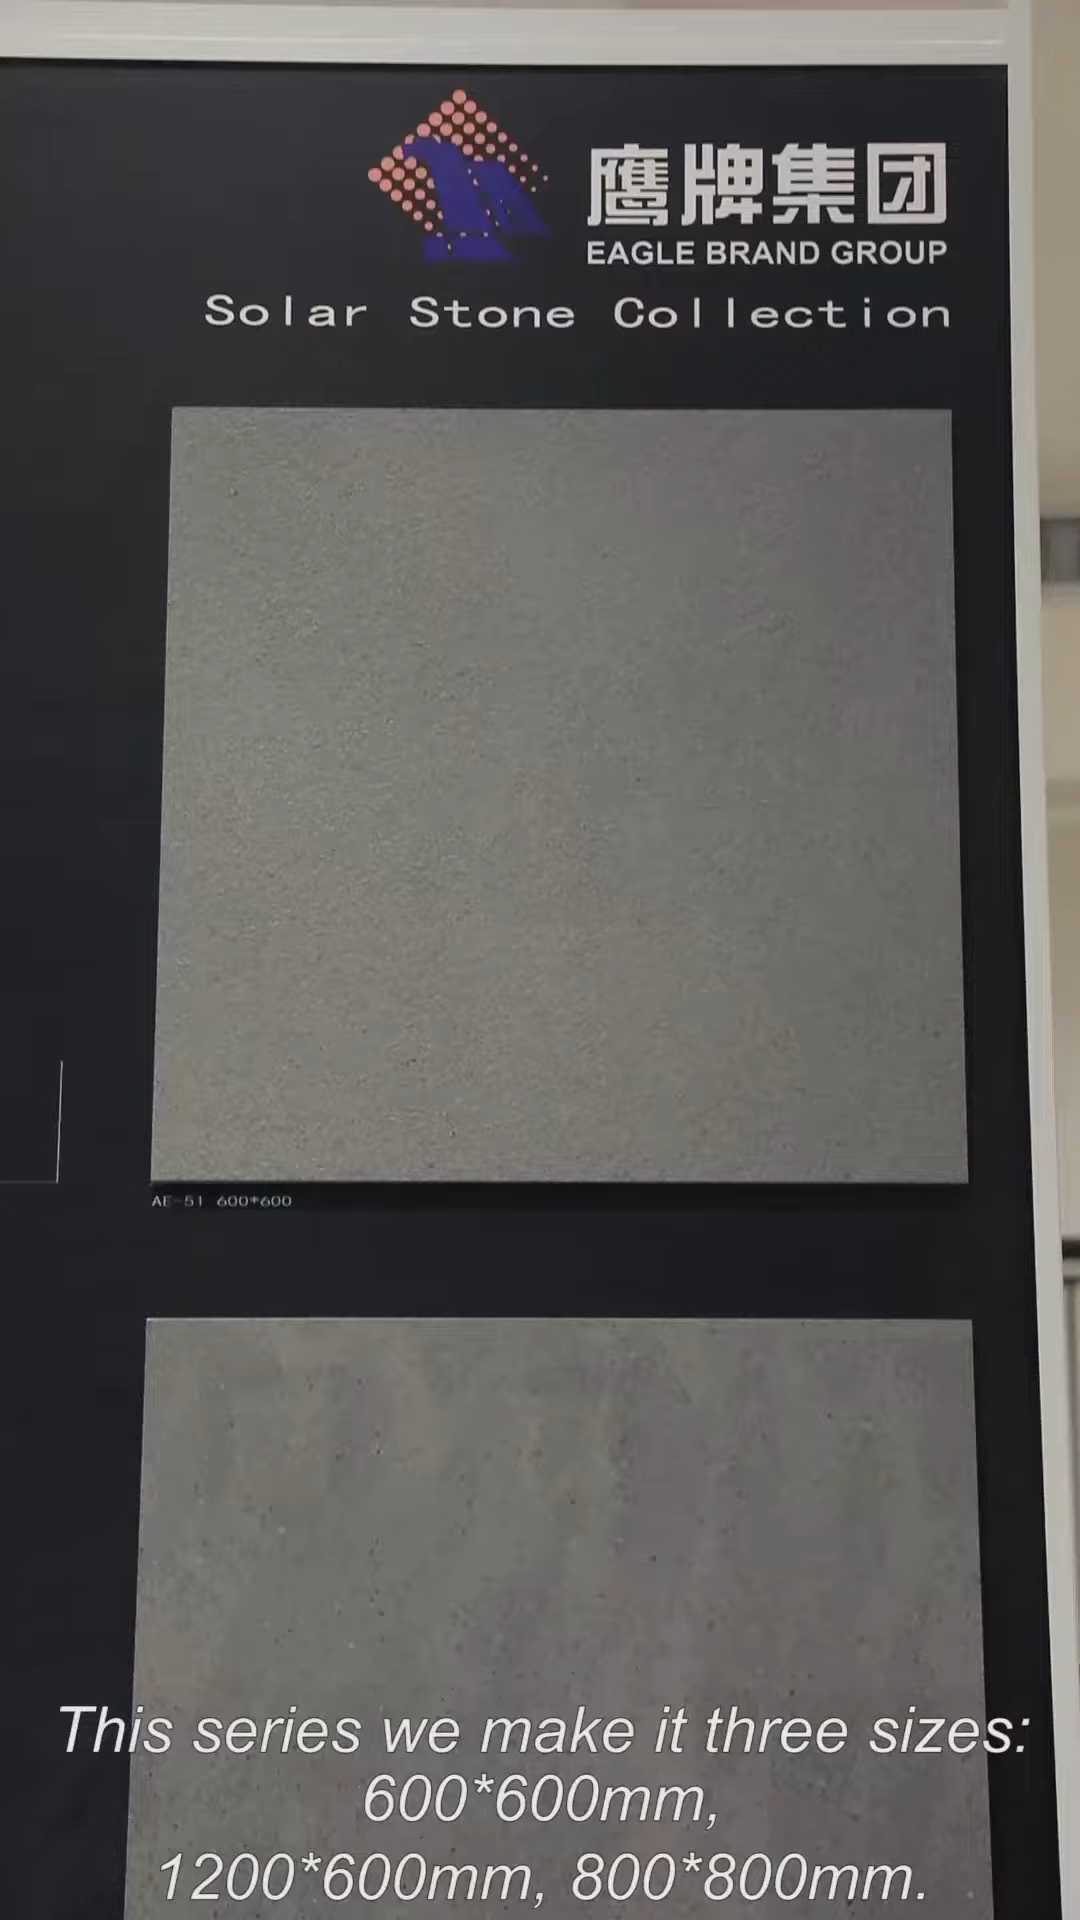 鹰牌集团
EAGLE BRAND GROUP
Solar Stone Collection
AE-51 600*600
This series we make it three sizes:
600*600mm,
1200*600mm, 800*800mm.